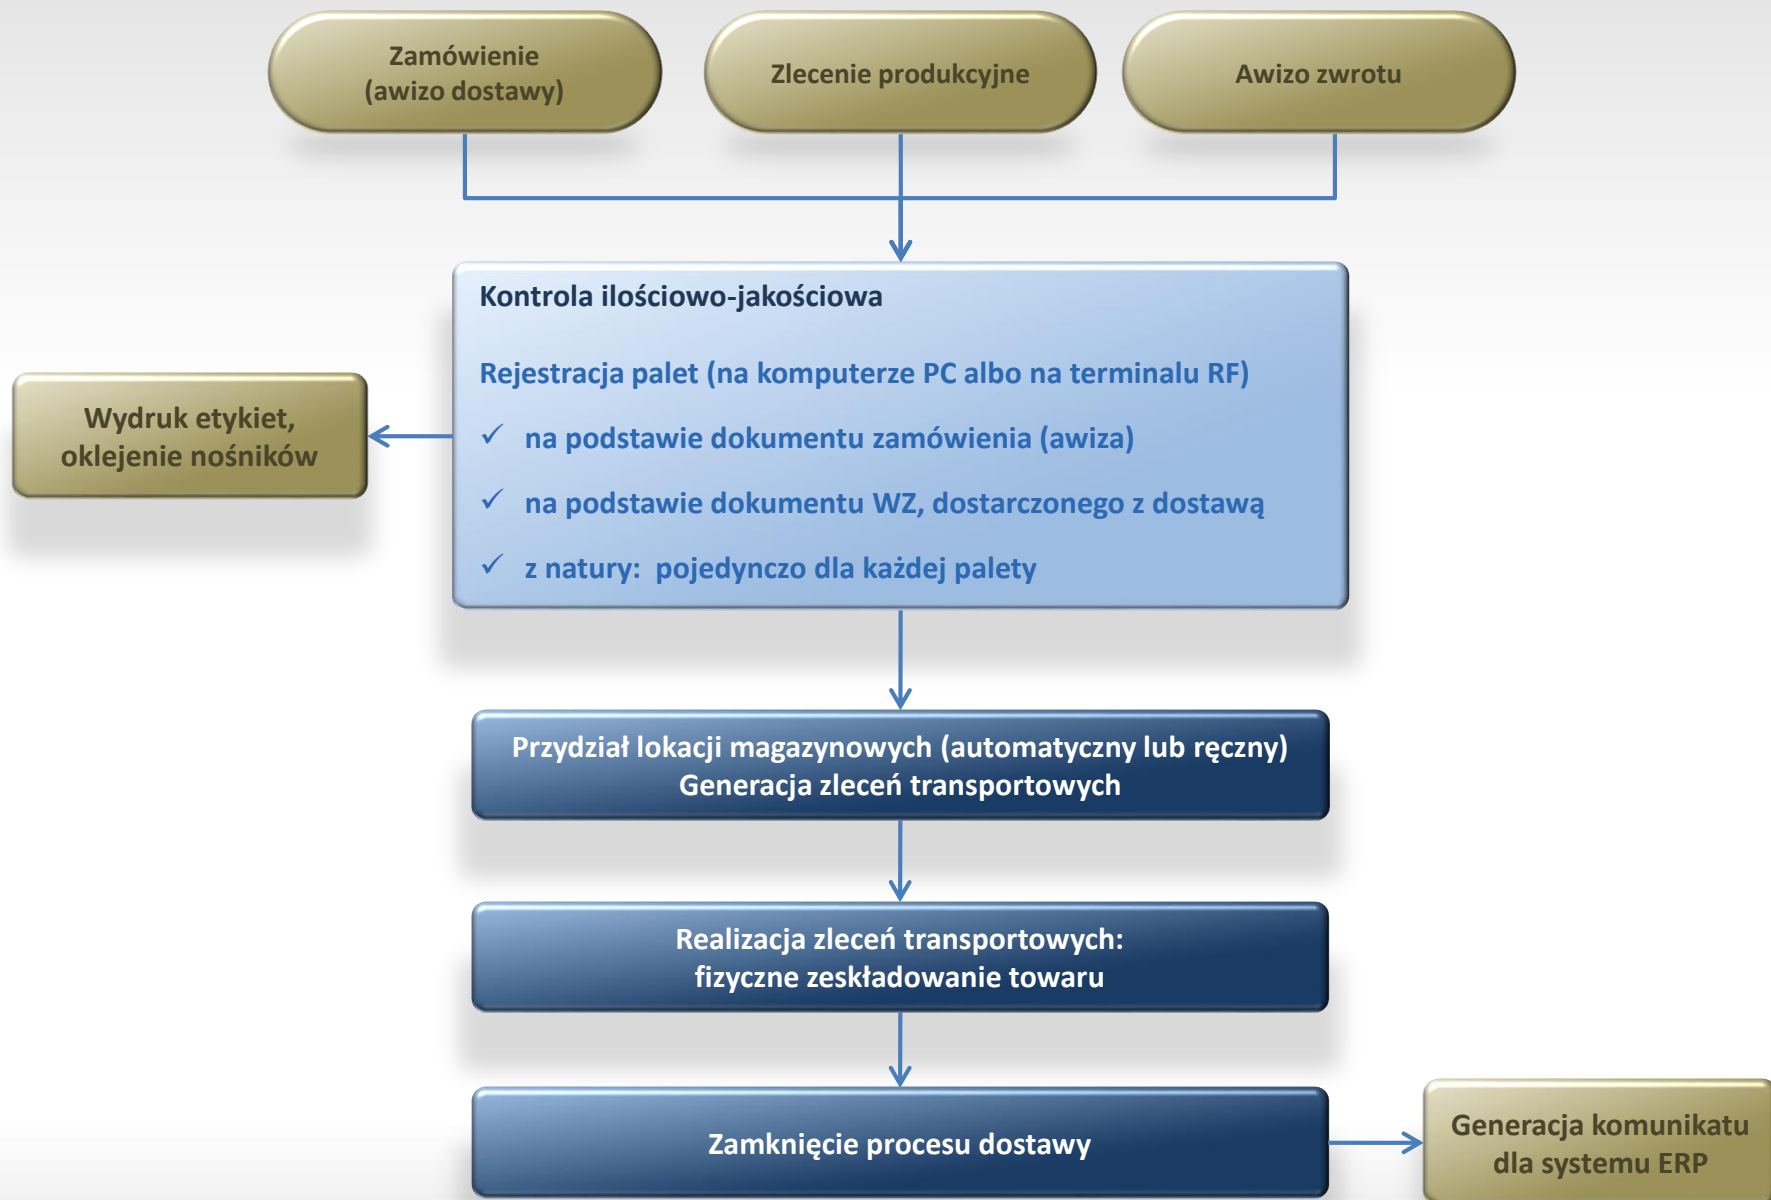 Zamówienie
(awizo dostawy)
Zlecenie produkcyjne
Awizo zwrotu
Kontrola ilościowo-jakościowa
Rejestracja palet (na komputerze PC albo na terminalu RF)
✓ na podstawie dokumentu zamówienia (awiza)
✓ na podstawie dokumentu WZ, dostarczonego z dostawą
✓ z natury: pojedynczo dla każdej palety
Wydruk etykiet,
oklejenie nośników
Przydział lokacji magazynowych (automatyczny lub ręczny)
Generacja zleceń transportowych
Realizacja zleceń transportowych:
fizyczne zeskładowanie towaru
Zamknięcie procesu dostawy
Generacja komunikatu
dla systemu ERP